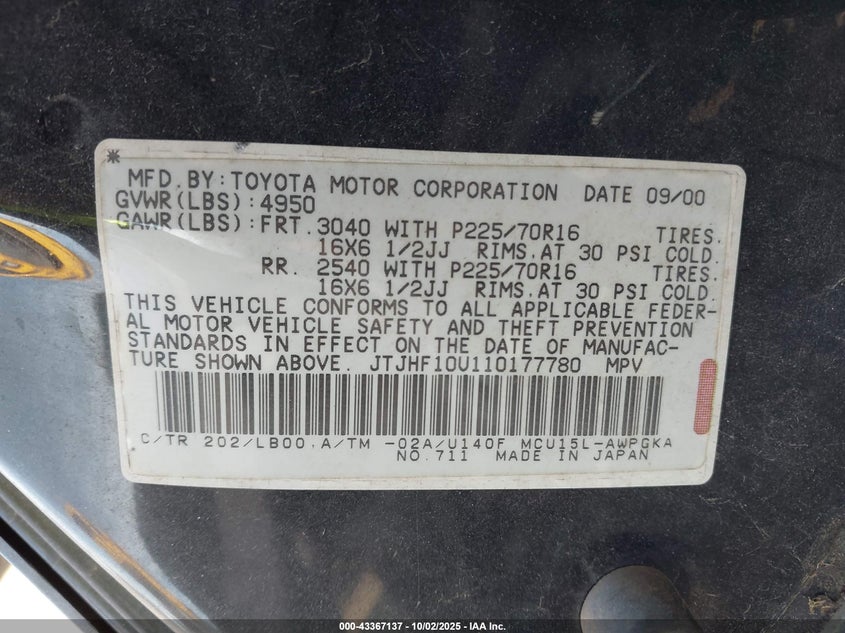 *
MFD.BY:TOYOTA MOTOR CORPORATION DATE 09/00
GVWR(LBS):4950
GAWR(LBS):FRT.3040 WITH P225/70R16 TIRES.
16X6 1/2JJ RIMS.AT 30 PSI COLD.
RR. 2540 WITH P225/70R16 TIRES.
16X6 1/2JJ RIMS.AT 30 PSI COLD.
THIS VEHICLE CONFORMS TO ALL APPLICABLE FEDER-
AL MOTOR VEHICLE SAFETY AND THEFT PREVENTION
STANDARDS IN EFFECT ON THE DATE OF MANUFAC-
TURE SHOWN ABOVE. JTJHF10U110177780 MPV
C/TR 202/LB00.A/TM -02A/U140F MCU15L-AWPGKA
NO.711 MADE IN JAPAN
000-43367137 - 10/02/2025 - IAA Inc.